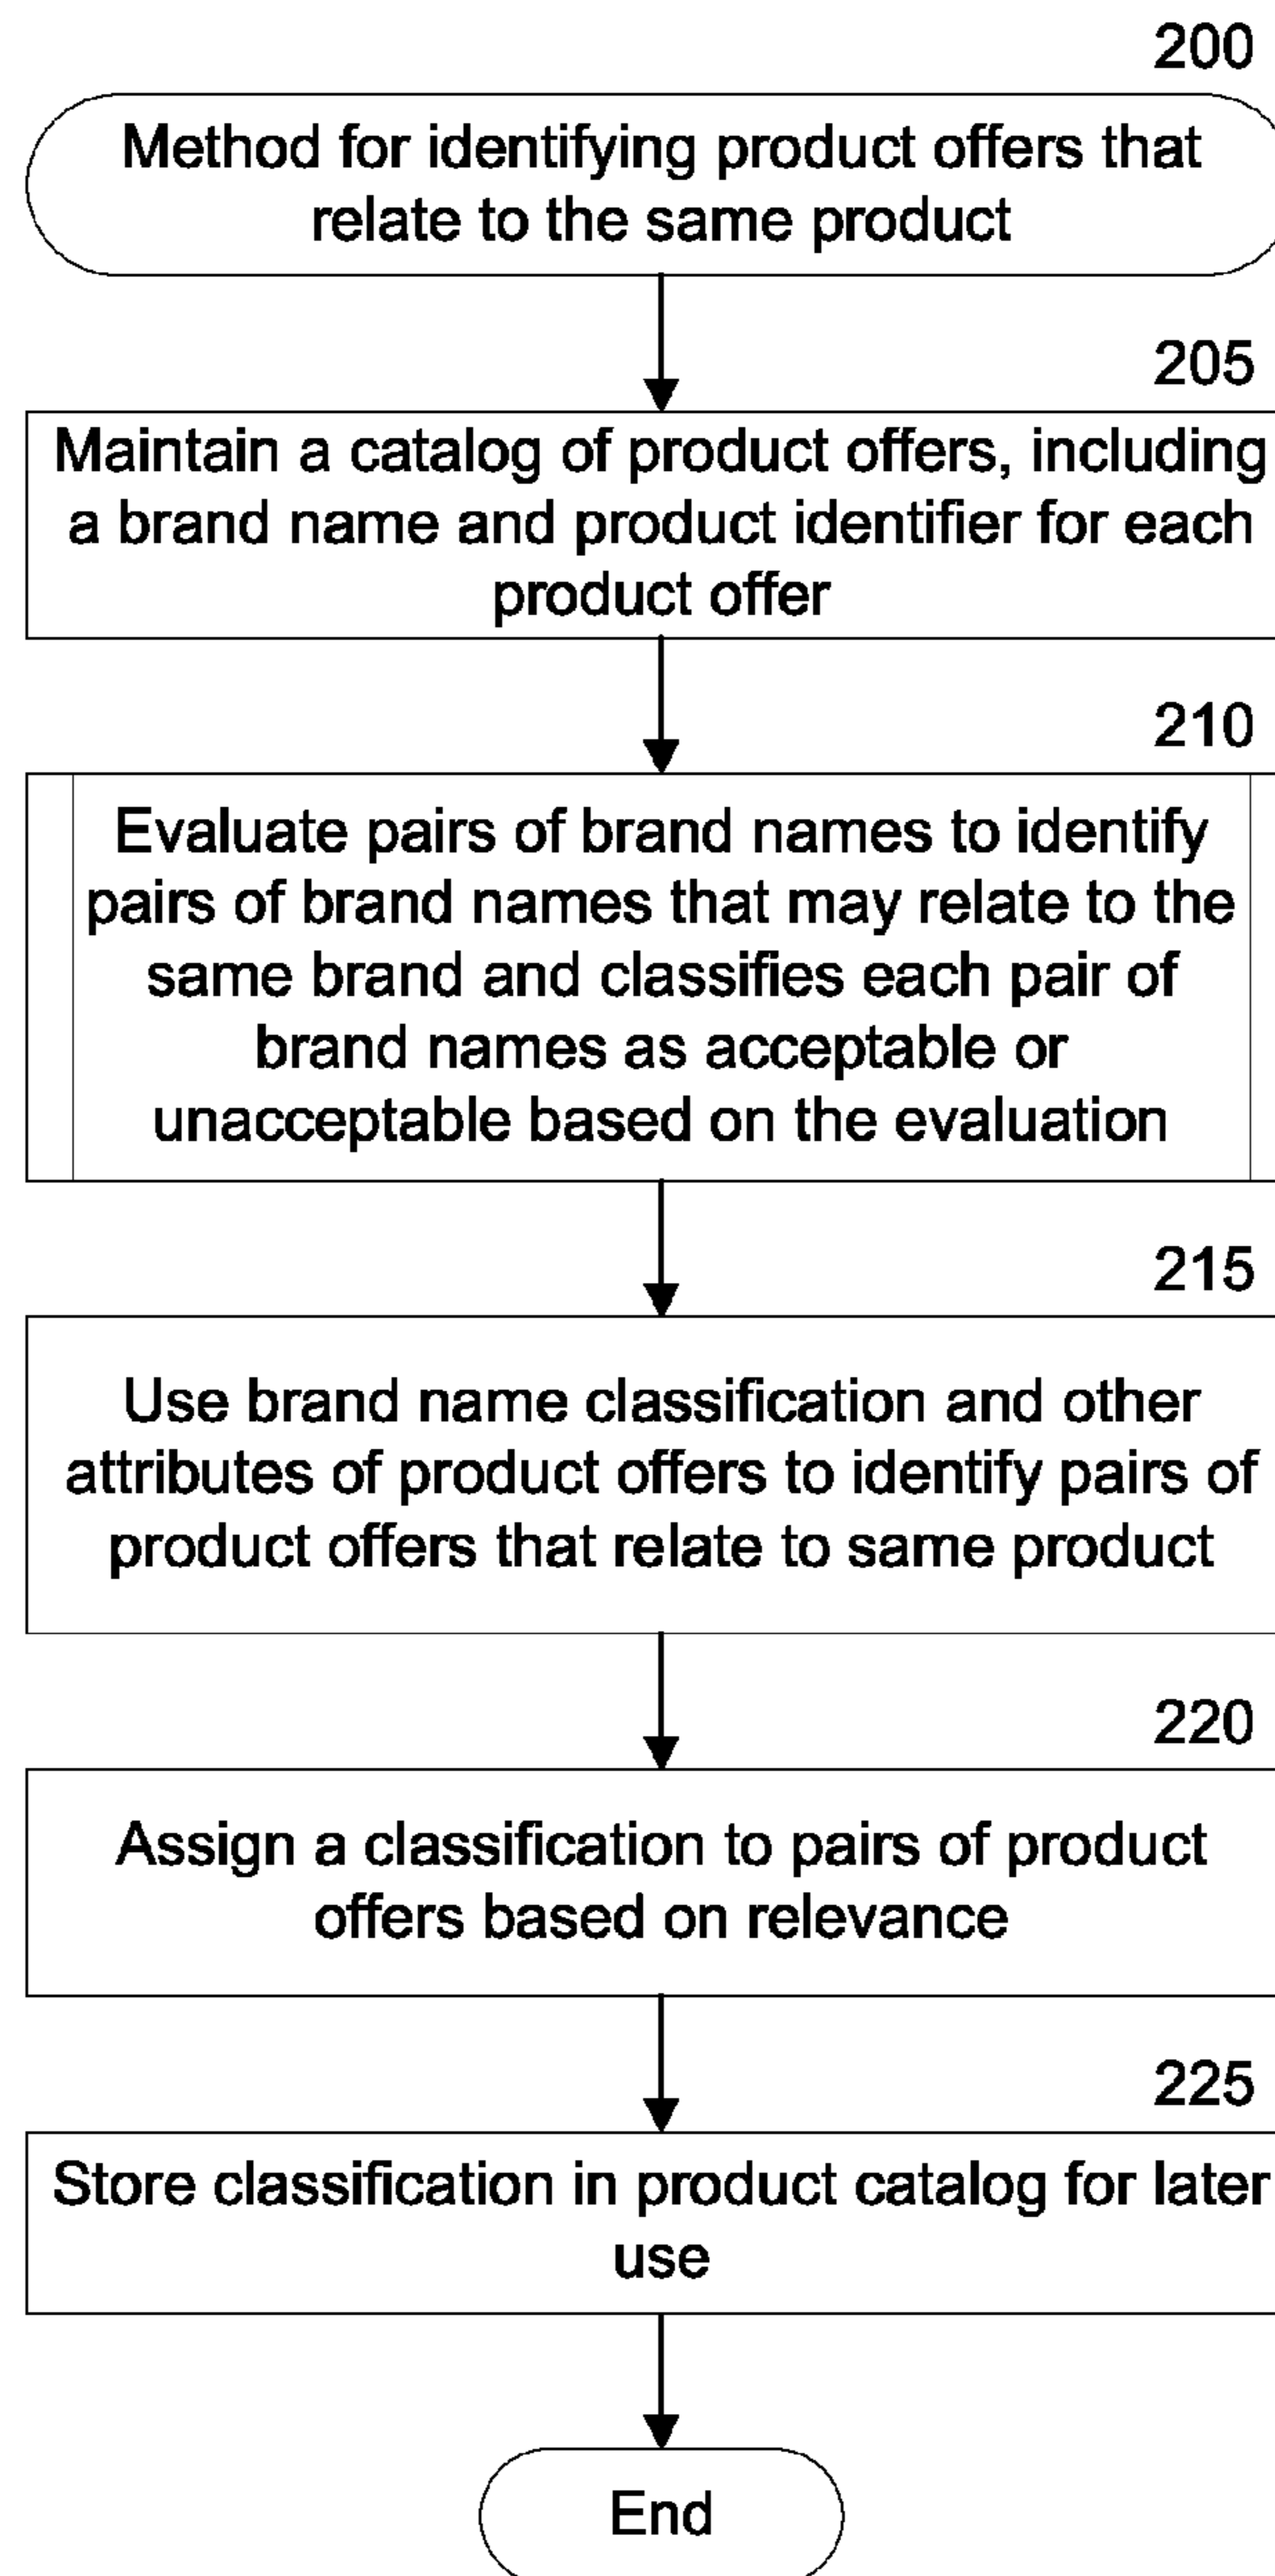 200
Method for identifying product offers that
relate to the same product
205
Maintain a catalog of product offers, including
a brand name and product identifier for each
product offer
210
Evaluate pairs of brand names to identify
pairs of brand names that may relate to the
same brand and classifies each pair of
brand names as acceptable or
unacceptable based on the evaluation
215
Use brand name classification and other
attributes of product offers to identify pairs of
product offers that relate to same product
220
Assign a classification to pairs of product
offers based on relevance
225
Store classification in product catalog for later
use
End